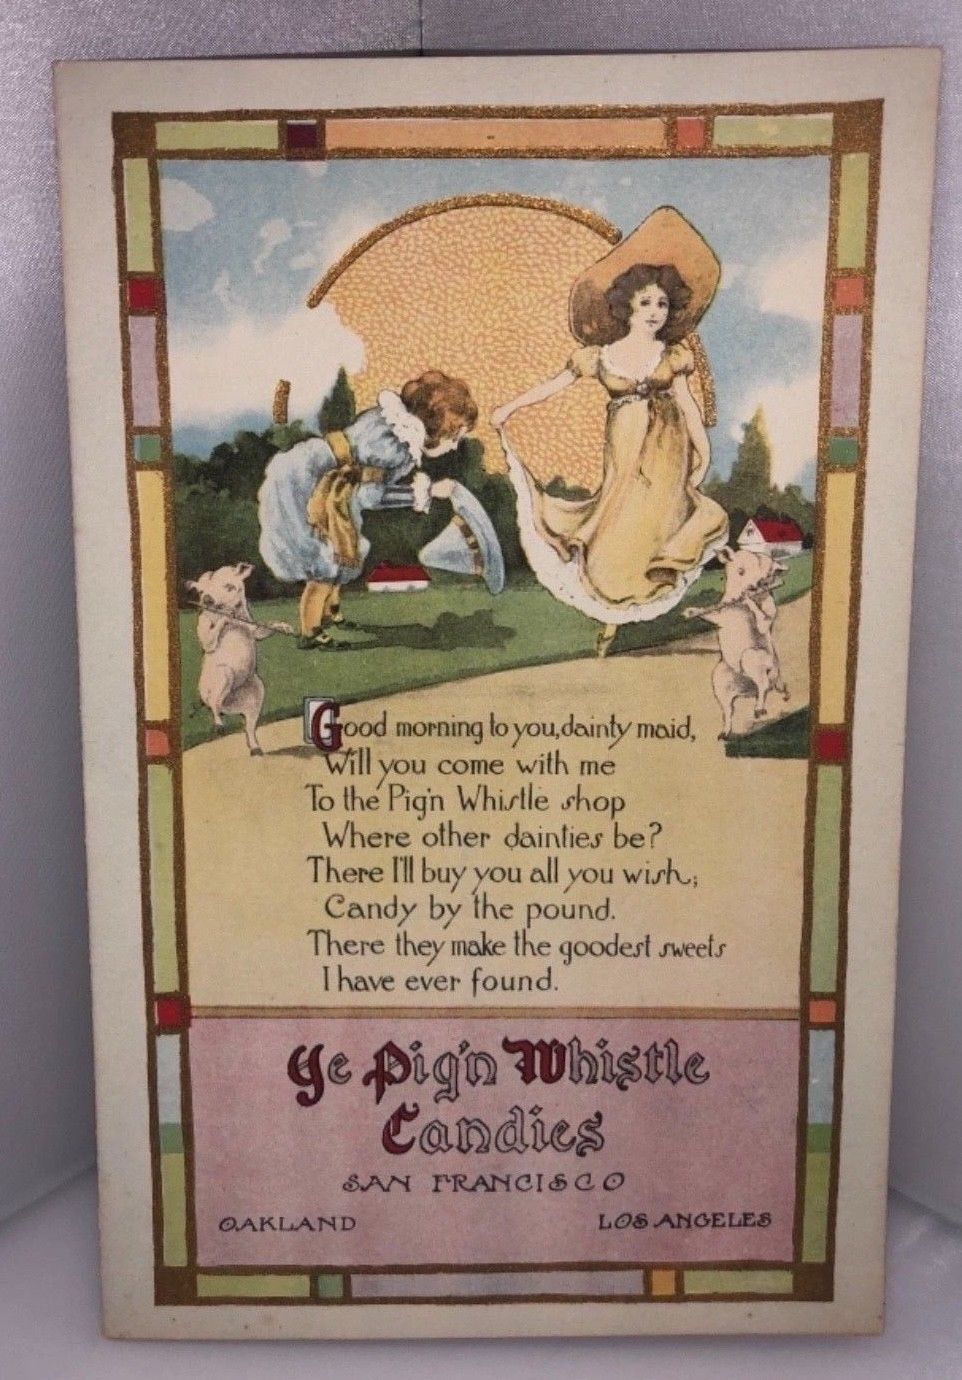 Good morning to you, dainty maid,
Will you come with me
To the Pig'n Whistle shop
Where other dainties be?
There I'll buy you all you wish;
Candy by the pound.
There they make the goodest sweets
I have ever found.
Ye Pig'n Whistle
Candies
SAN FRANCISCO
OAKLAND LOS ANGELES